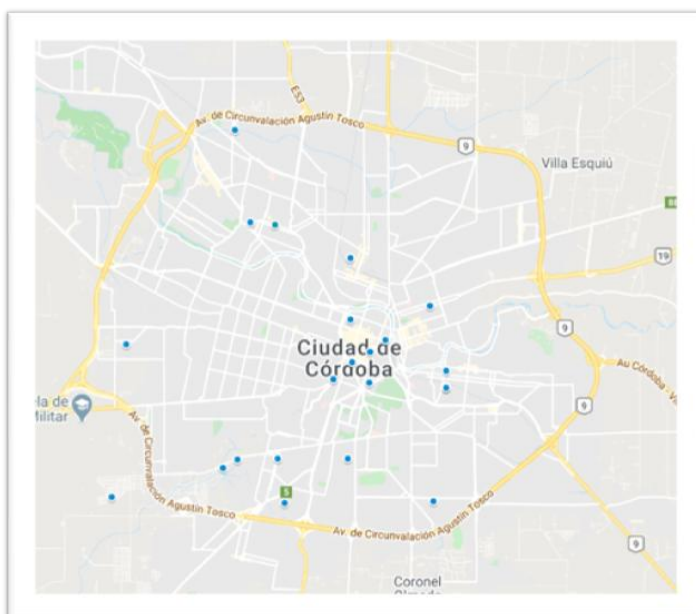 E53
Av. de Circunvalación Agustín Tosco
9
Villa Esquiú
19
9
Ciudad de
Córdoba
Au Córdoba - V
ela de
Militar
9
Av. de Circunvalación Agustín Tosco
5
Av. de Circunvalación Agustín Tosco
9
Coronel